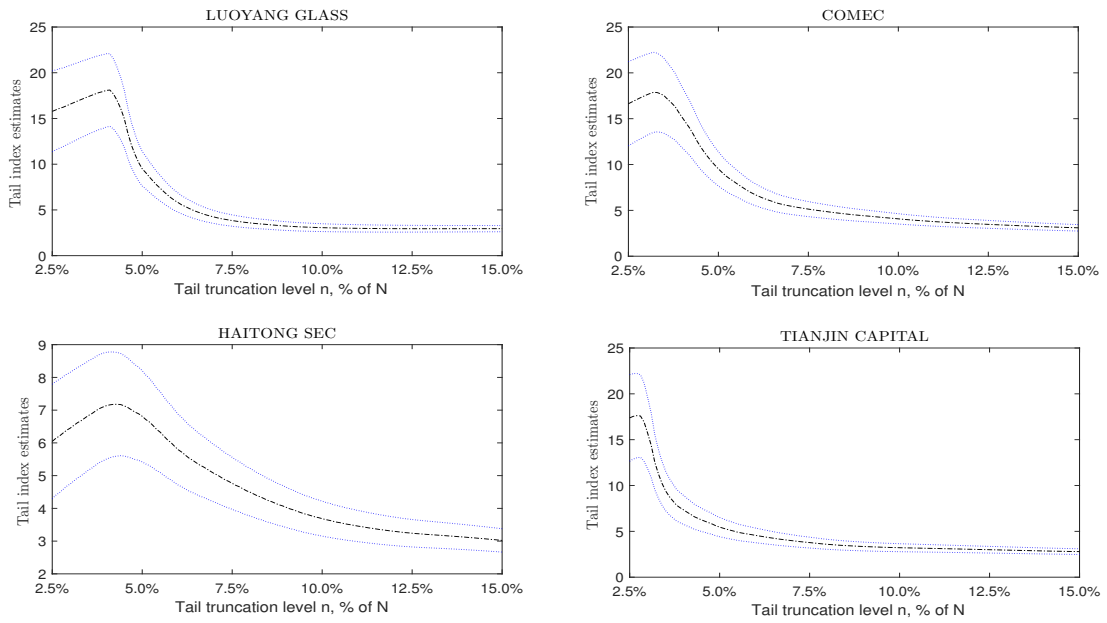 LUOYANG GLASS
25
20
15
10
5
0
Tail index estimates
2.5% 5.0% 7.5% 10.0% 12.5% 15.0%
Tail truncation level n, % of N
COMEC
25
20
15
10
5
0
Tail index estimates
2.5% 5.0% 7.5% 10.0% 12.5% 15.0%
Tail truncation level n, % of N
HAITONG SEC
9
8
7
6
5
4
3
2
Tail index estimates
2.5% 5.0% 7.5% 10.0% 12.5% 15.0%
Tail truncation level n, % of N
TIANJIN CAPITAL
25
20
15
10
5
0
Tail index estimates
2.5% 5.0% 7.5% 10.0% 12.5% 15.0%
Tail truncation level n, % of N